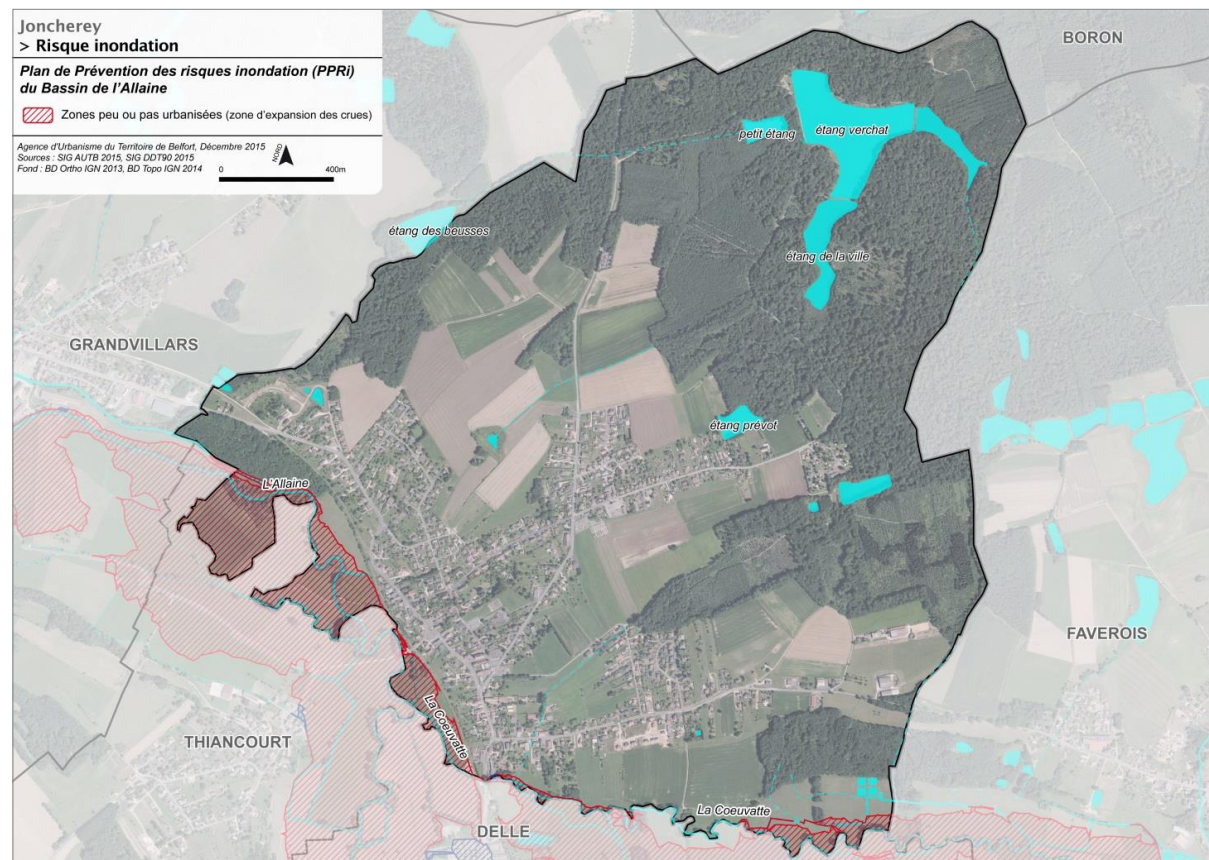 Joncherey
> Risque inondation
Plan de Prévention des risques inondation (PPRi)
du Bassin de l'Allaine
Zones peu ou pas urbanisées (zone d'expansion des crues)
Agence d'Urbanisme du Territoire de Belfort, Décembre 2015
Sources : SIG AUTB 2015, SIG DDT90 2015
Fond : BD Ortho IGN 2013, BD Topo IGN 2014
NORD
0 400m
BORON
petit étang
étang verchat
étang des beusses
étang de la ville
GRANDVILLARS
étang prévot
L'Allaine
FAVEROIS
La Coeuvatte
THIANCOURT
La Coeuvatte
DELLE